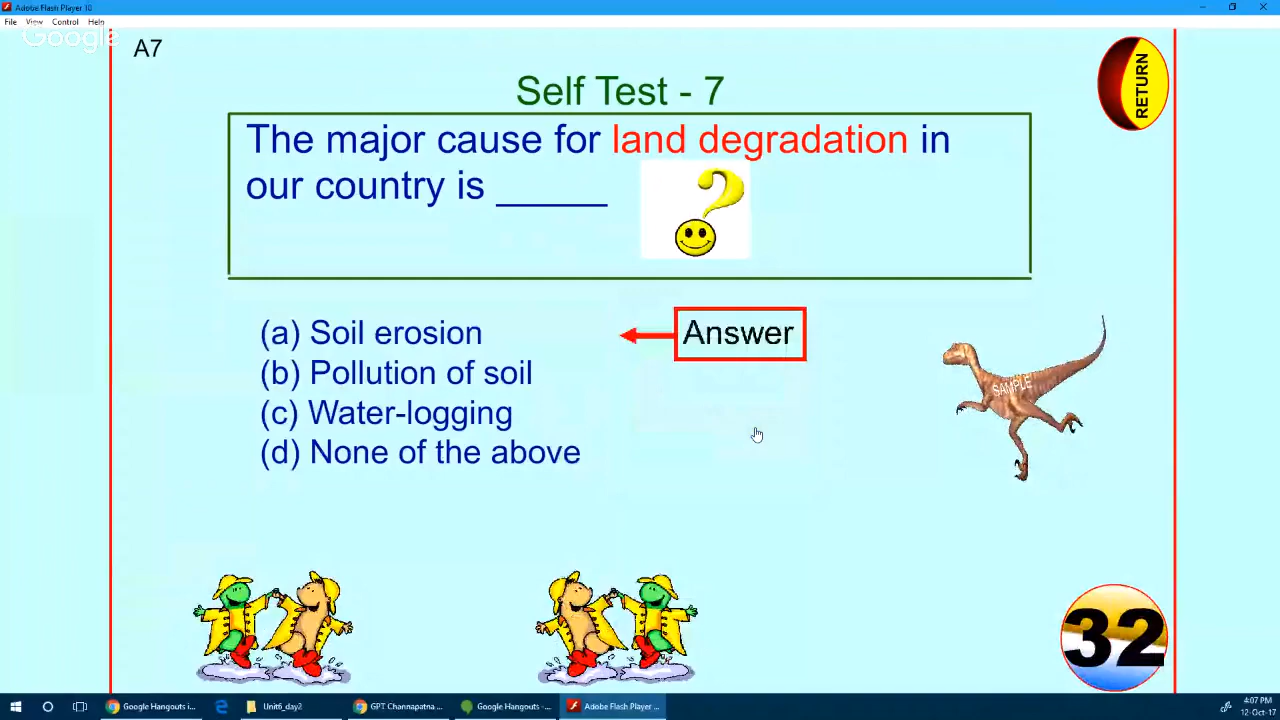 Adobe Flash Player 10
File View Control Help
Google
A7
RETURN
Self Test - 7
The major cause for land degradation in
our country is ______
(a) Soil erosion
Answer
(b) Pollution of soil
(c) Water-logging
(d) None of the above
SAMPLE
32
Google Hangouts i...
Unit6_day2
GPT Channapatna...
Google Hangouts -...
Adobe Flash Player ...
4:07 PM
12-Oct-17